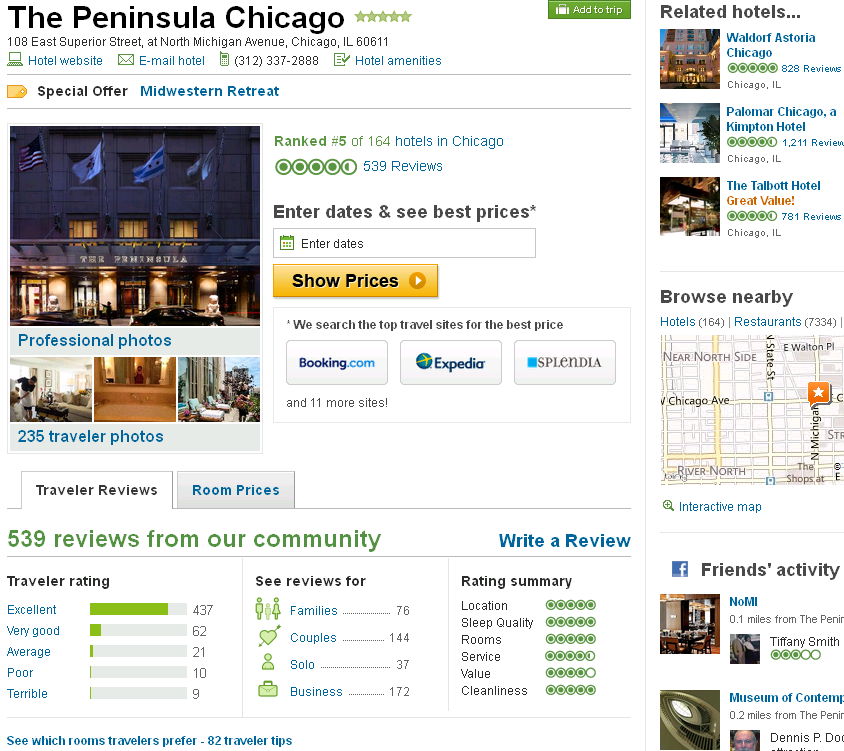 The Peninsula Chicago
Add to trip
108 East Superior Street, at North Michigan Avenue, Chicago, IL 60611
Hotel website E-mail hotel (312) 337-2888 Hotel amenities
Special Offer Midwestern Retreat
THE PENINSULA
Professional photos
235 traveler photos
Ranked #5 of 164 hotels in Chicago
539 Reviews
Enter dates & see best prices*
Enter dates
Show Prices
* We search the top travel sites for the best price
Booking.com Expedia SPLENDIA
and 11 more sites!
Traveler Reviews Room Prices
539 reviews from our community Write a Review
Traveler rating
Excellent 437
Very good 62
Average 21
Poor 10
Terrible 9
See reviews for
Families 76
Couples 144
Solo 37
Business 172
Rating summary
Location
Sleep Quality
Rooms
Service
Value
Cleanliness
See which rooms travelers prefer - 82 traveler tips
Related hotels...
Waldorf Astoria
Chicago
828 Reviews
Chicago, IL
Palomar Chicago, a
Kimpton Hotel
1,211 Review
Chicago, IL
The Talbott Hotel
Great Value!
781 Reviews
Chicago, IL
Browse nearby
Hotels (164) | Restaurants (7334) |
NEAR NORTH SIDE
N State St
E Walton Pl
W Chicago Ave
E C
N Michigan
STR
RIVER NORTH
The
Shops at
©
E
Interactive map
f Friends' activity
NoMI
0.1 miles from The Penin
Tiffany Smith
Museum of Contemp
0.2 miles from The Penin
Dennis P. Doo
attraction